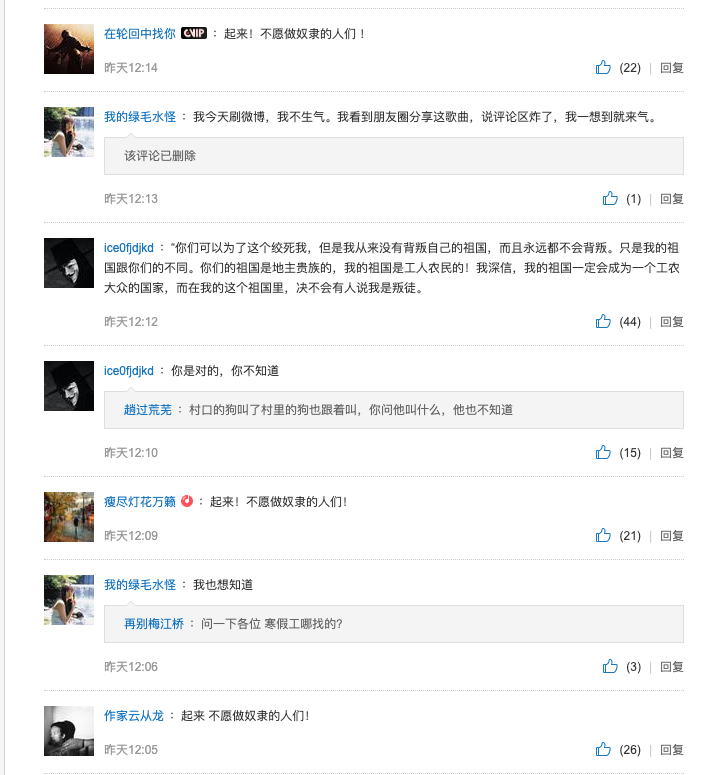 在轮回中找你 CVIP ： 起来！不愿做奴隶的人们！
昨天12:14 (22) | 回复
我的绿毛水怪 ： 我今天刷微博，我不生气。我看到朋友圈分享这歌曲，说评论区炸了，我一想到就来气。
该评论已删除
昨天12:13 (1) | 回复
ice0fjdjkd ： “你们可以为了这个绞死我，但是我从来没有背叛自己的祖国，而且永远都不会背叛。只是我的祖
国跟你们的不同。你们的祖国是地主贵族的，我的祖国是工人农民的！我深信，我的祖国一定会成为一个工农
大众的国家，而在我的这个祖国里，决不会有人说我是叛徒。
昨天12:12 (44) | 回复
ice0fjdjkd ： 你是对的，你不知道
趙过荒芜 ： 村口的狗叫了村里的狗也跟着叫，你问他叫什么，他也不知道
昨天12:10 (15) | 回复
瘦尽灯花万籁 ： 起来！不愿做奴隶的人们！
昨天12:09 (21) | 回复
我的绿毛水怪 ： 我也想知道
再别梅江桥 ： 问一下各位 寒假工哪找的?
昨天12:06 (3) | 回复
作家云从龙 ： 起来 不愿做奴隶的人们！
昨天12:05 (26) | 回复